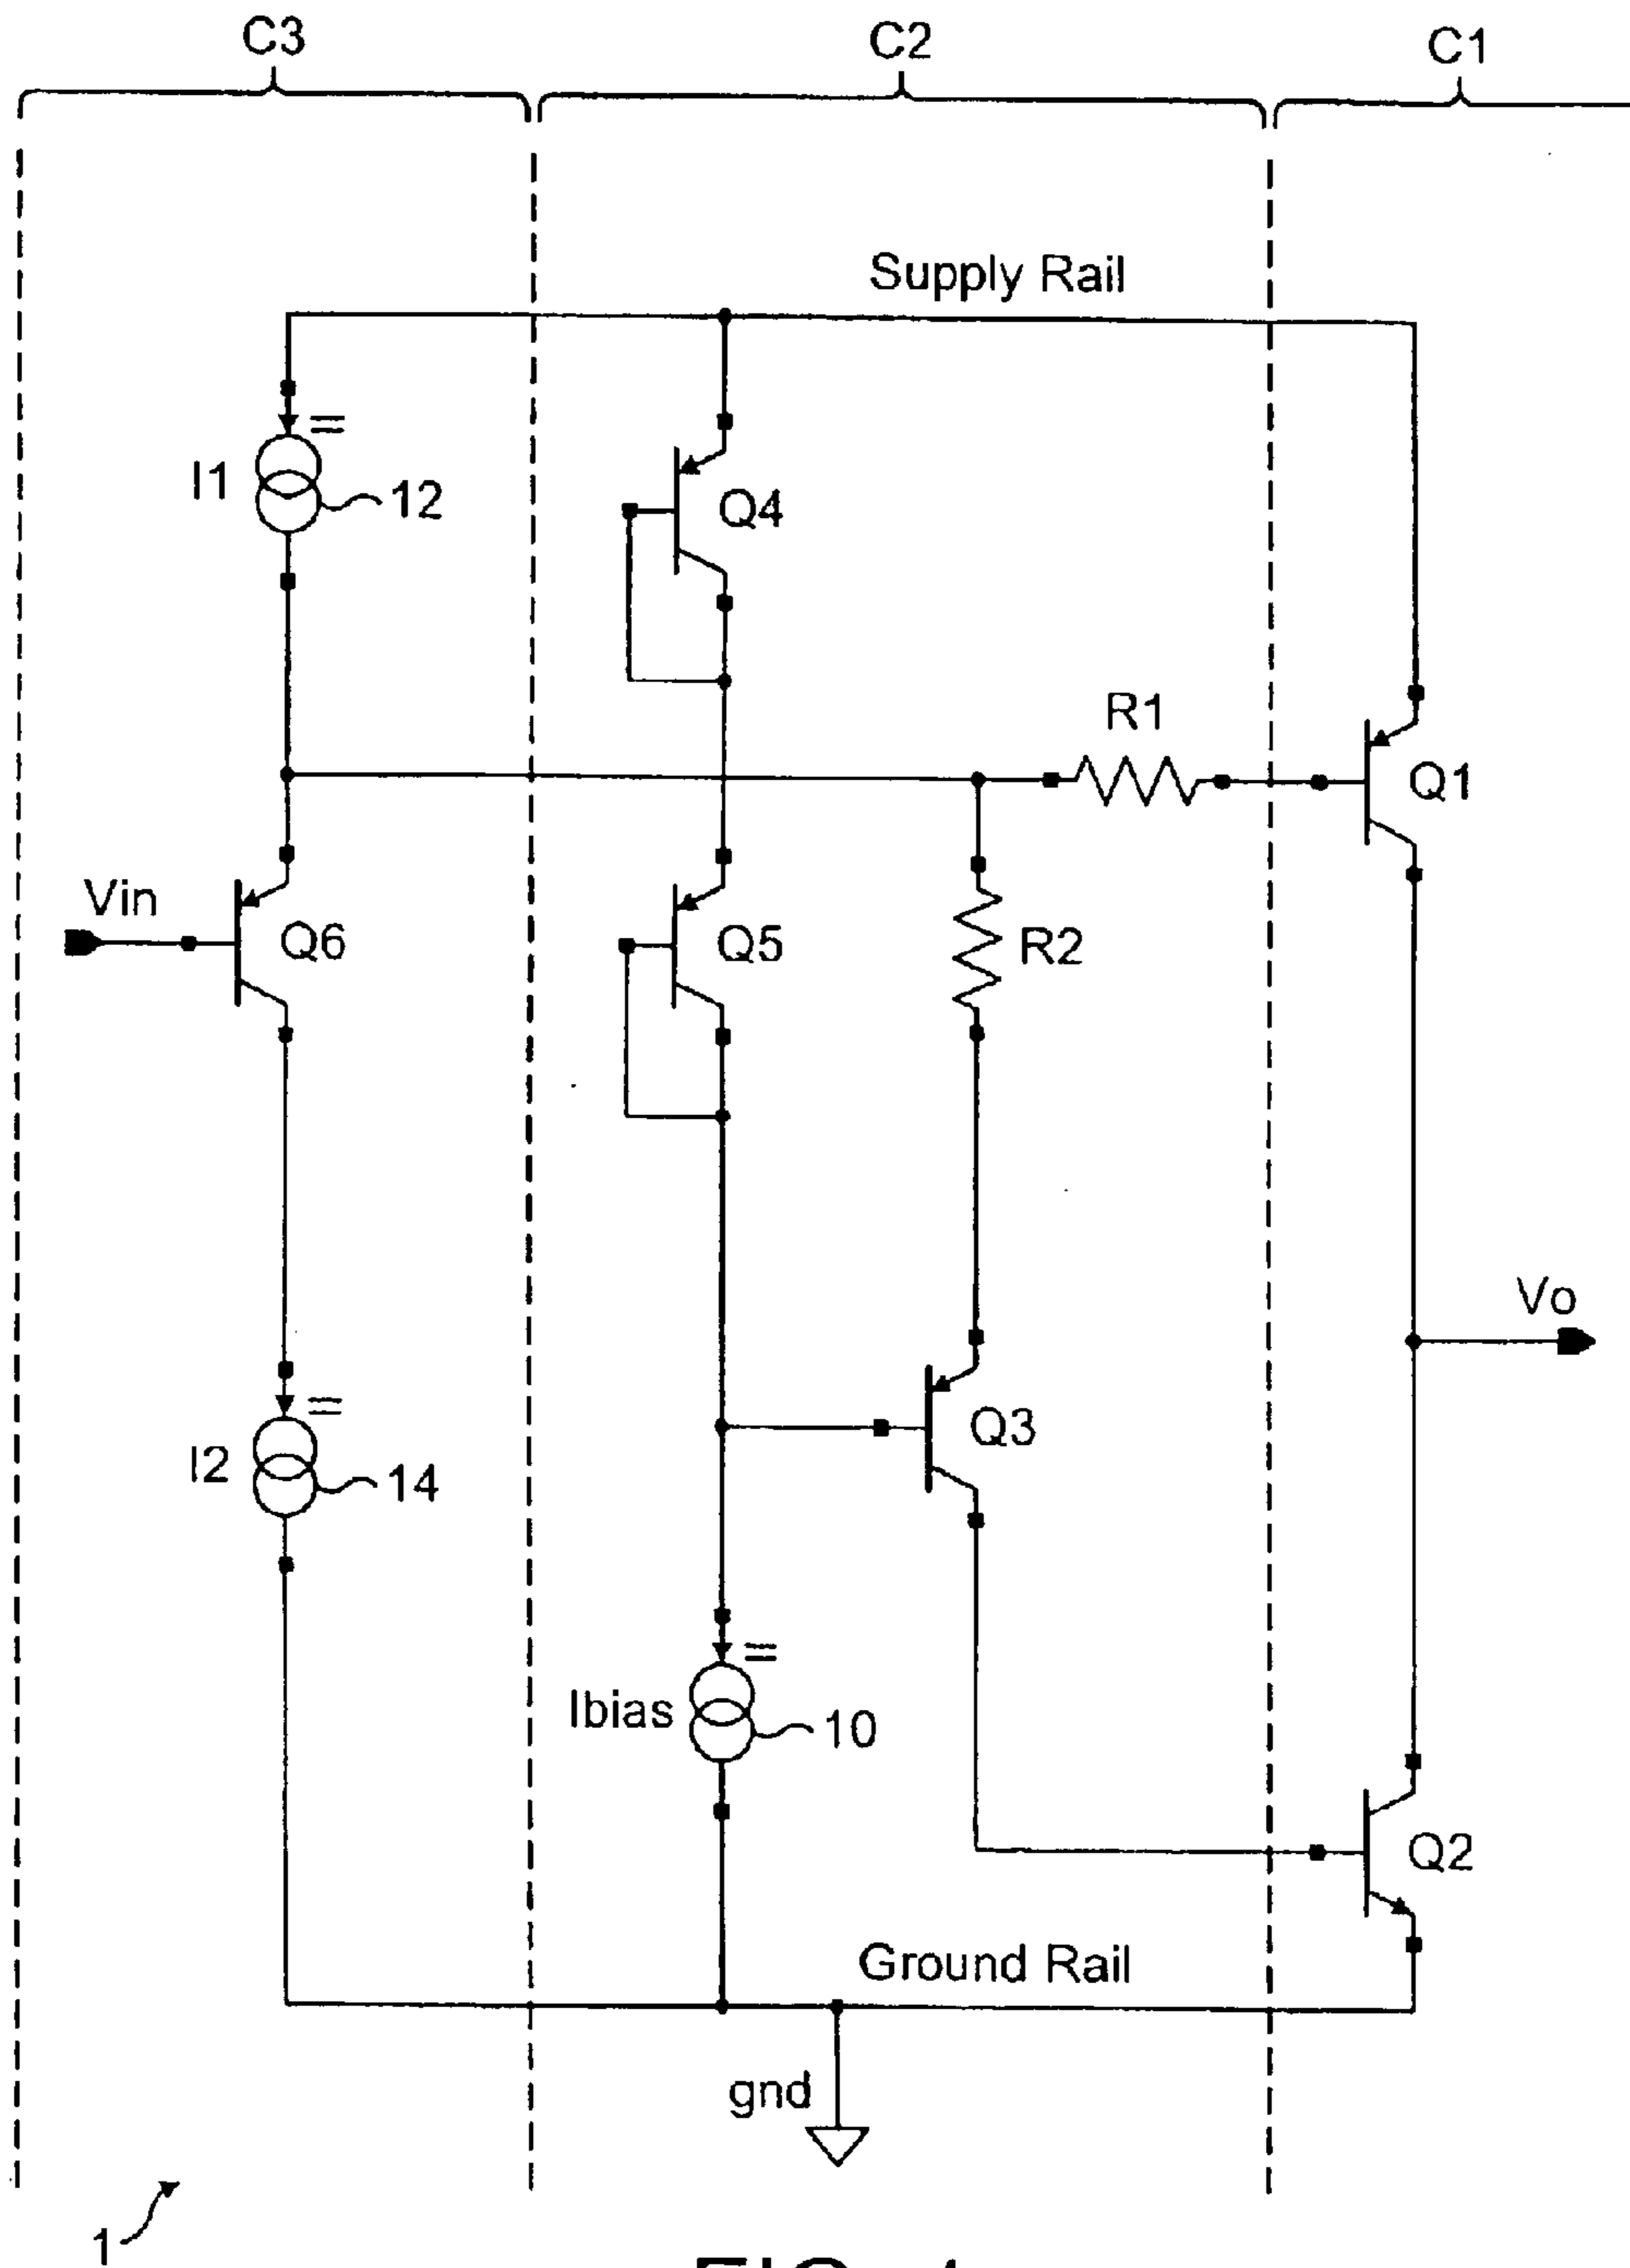 C3
C2
C1
Supply Rail
I1
12
Q4
R1
Q1
Vin
Q6
Q5
R2
Vo
I2
14
Q3
Ibias
10
Q2
Ground Rail
gnd
1